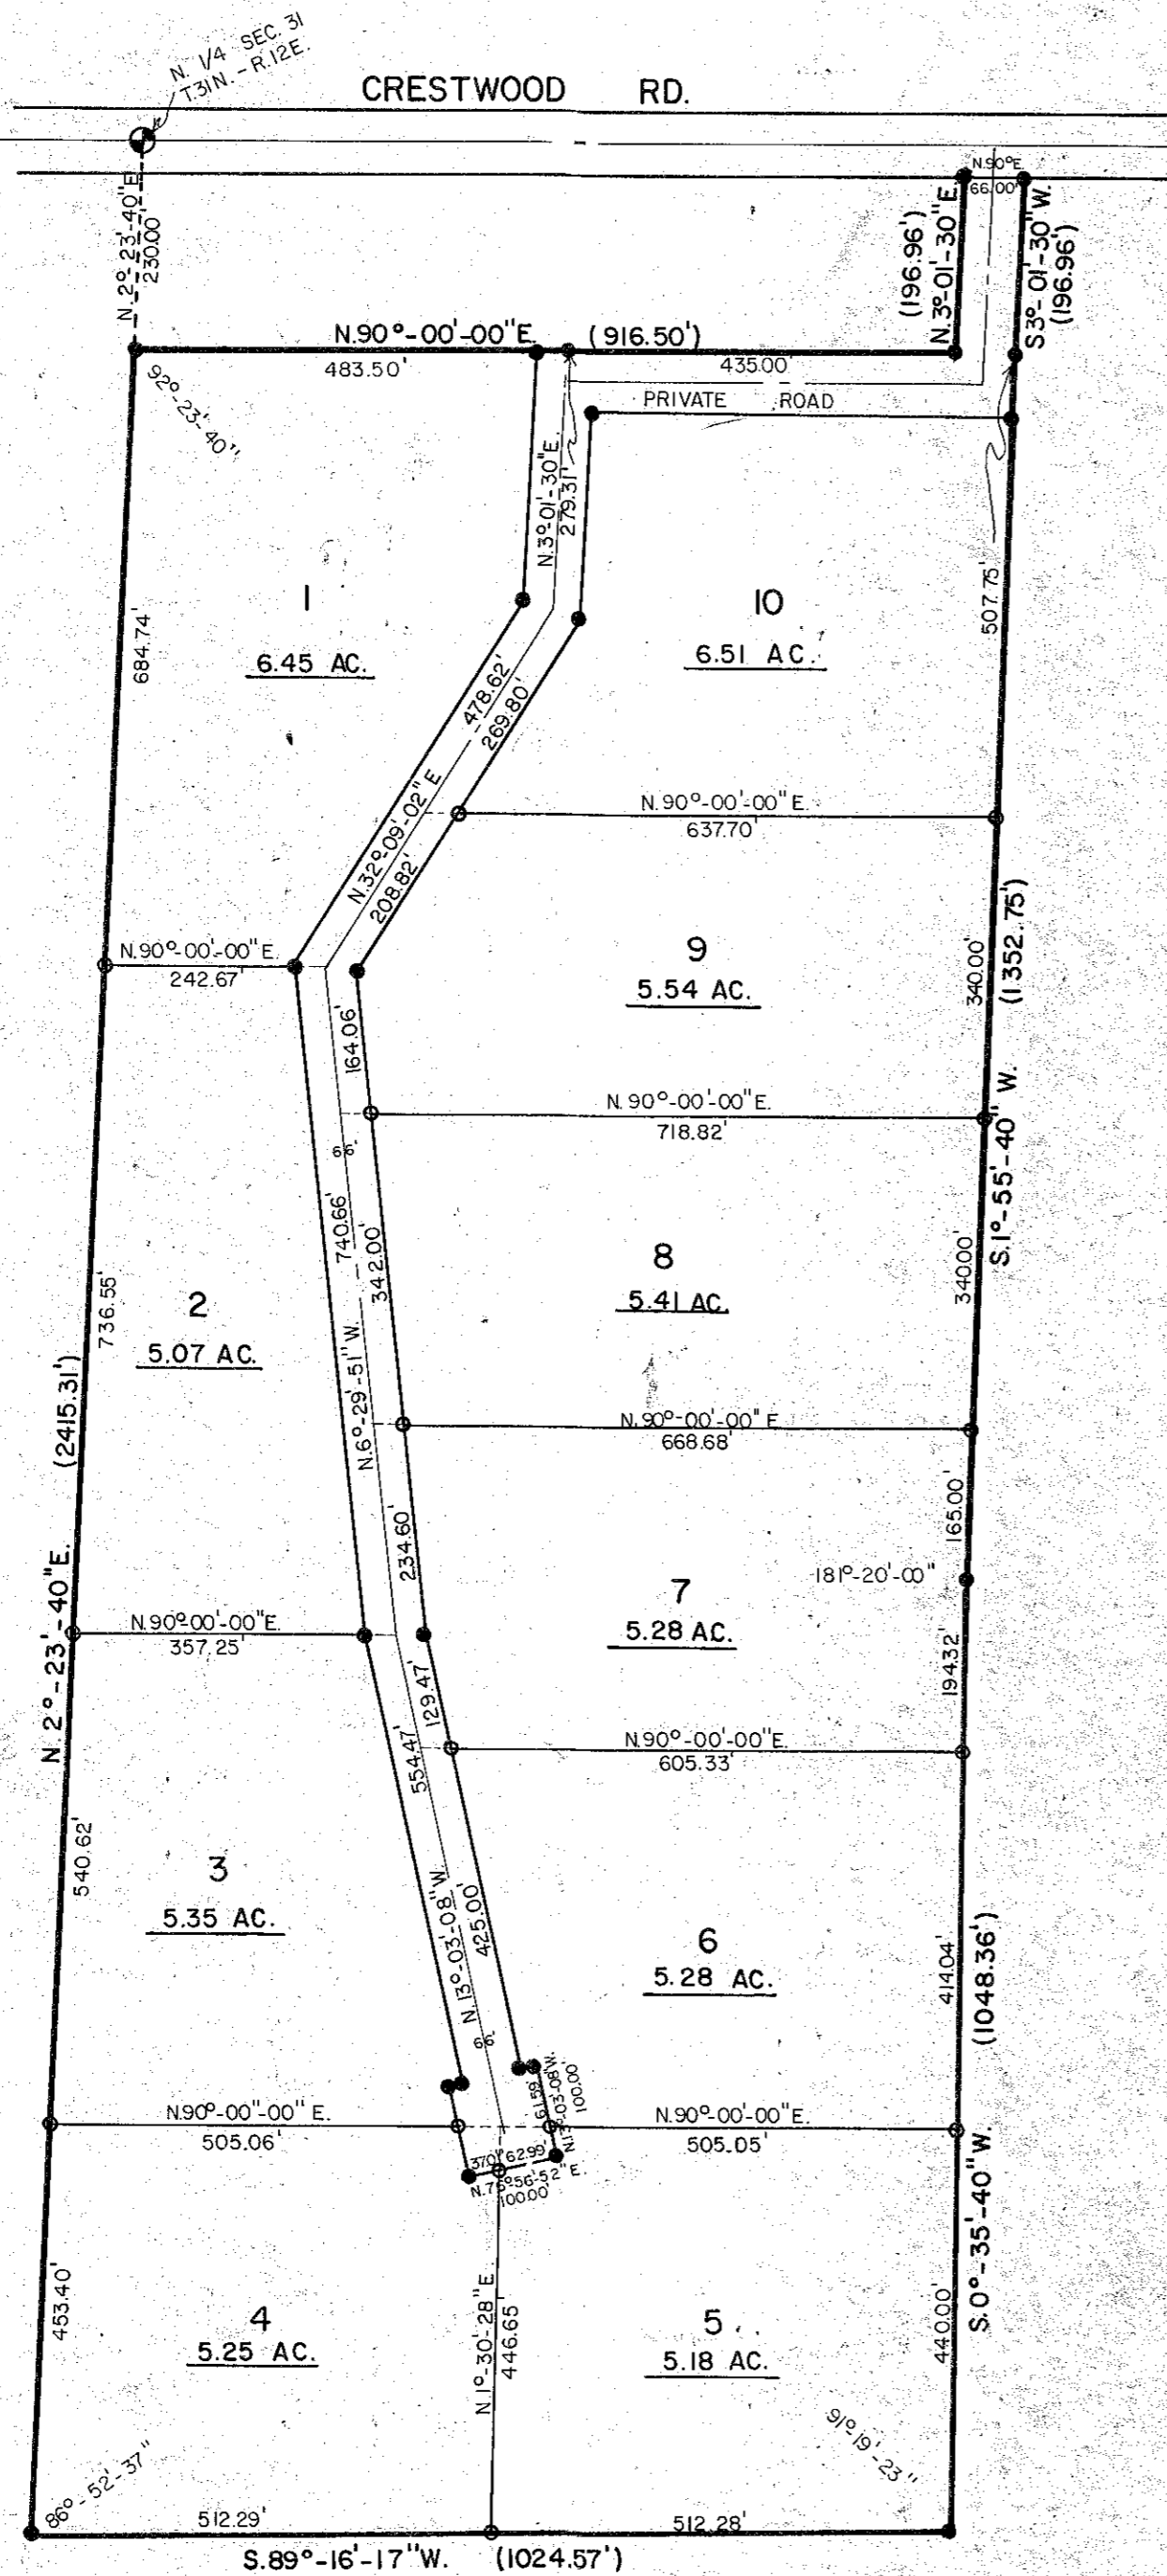 N. 1/4 SEC. 31
T.31N. - R.12E.
CRESTWOOD RD.
N. 2°-23'-40"E.
230.00'
N.90°E.
66.00'
(196.96')
N.3°-01'-30"E.
S.3°-01'-30"W.
(196.96')
N.90°-00'-00"E. (916.50')
483.50'
435.00'
92°-23'-40"
PRIVATE ROAD
N.3°-01'-30"E.
279.31'
507.75'
684.74'
1
6.45 AC.
10
6.51 AC.
478.62'
269.80'
N.32°-09'-02"E
208.82'
N.90°-00'-00"E.
637.70'
N.90°-00'-00"E.
242.67'
9
5.54 AC.
340.00'
(1352.75')
S.1°-55'-40" W.
164.06'
N.90°-00'-00"E.
718.82'
66'
740.66'
342.00'
N.6°-29'-51"W.
8
5.41 AC.
340.00'
736.55'
2
5.07 AC.
(2415.31')
N. 2°-23'-40"E.
N.90°-00'-00" E.
668.68'
165.00'
234.60'
181°-20'-00"
7
5.28 AC.
194.32'
N.90°-00'-00"E.
357.25'
129.47'
554.47'
N.90°-00'-00"E.
605.33'
540.62'
3
5.35 AC.
N.13°-03'-08"W.
425.00'
6
5.28 AC.
414.04'
(1048.36')
66'
61.59'
N.13°-03'-08"W.
100.00'
N.90°-00"-00" E.
505.06'
N.90°-00'-00"E.
505.05'
37.01'
62.99'
N.76°-56'-52"E.
100.00'
S.0°-35'-40"W.
453.40'
4
5.25 AC.
N.1°-30'-28"E.
446.65
5
5.18 AC.
440.00'
86°-52'-37"
91°-19'-23"
512.29'
512.28'
S.89°-16'-17"W. (1024.57')